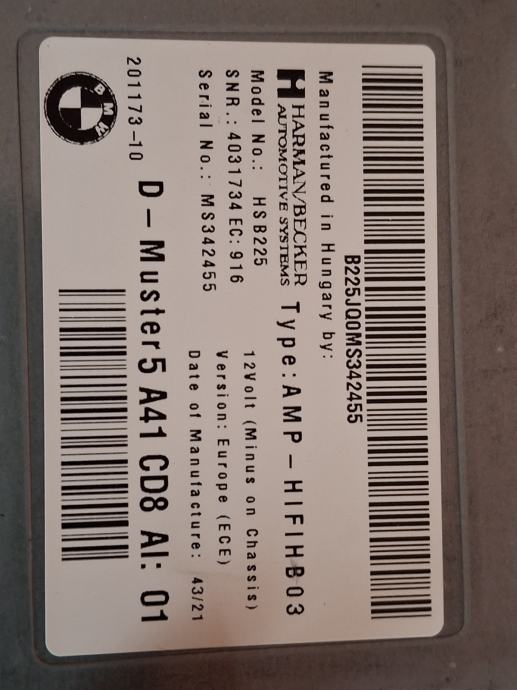 B225JQ0MS342455
Manufactured in Hungary by:
HARMAN/BECKER
AUTOMOTIVE SYSTEMS
Type: AMP-HIFIHB03
Model No.: HSB225
12Volt (Minus on Chassis)
SNR.: 4031734 EC: 916
Version: Europe (ECE)
Serial No.: MS342455
Date of Manufacture: 43/21
D-Muster5 A41 CD8 AI: 01
201173-10
BMW